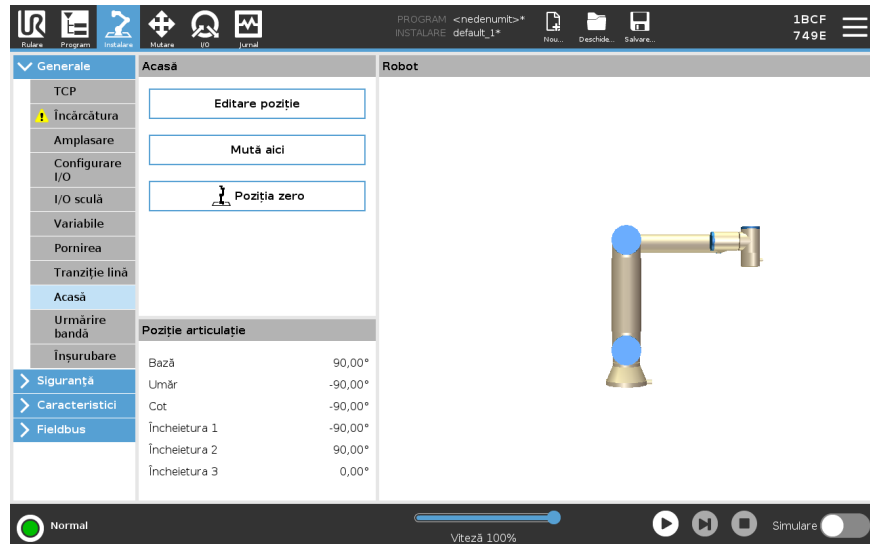 PROGRAM <nedenumit>*
INSTALARE default_1*
1BCF
749E
Rulare Program Instalare Mutare I/O Jurnal
Nou... Deschide... Salvare...
Generale
TCP
Încărcătura
Amplasare
Configurare
I/O
I/O sculă
Variabile
Pornirea
Tranziție lină
Acasă
Urmărire
bandă
Înșurubare
Siguranță
Caracteristici
Fieldbus
Acasă
Editare poziție
Mută aici
Poziția zero
Poziție articulație
Bază 90,00°
Umăr -90,00°
Cot -90,00°
Încheietura 1 -90,00°
Încheietura 2 90,00°
Încheietura 3 0,00°
Robot
Normal
Viteză 100%
Simulare